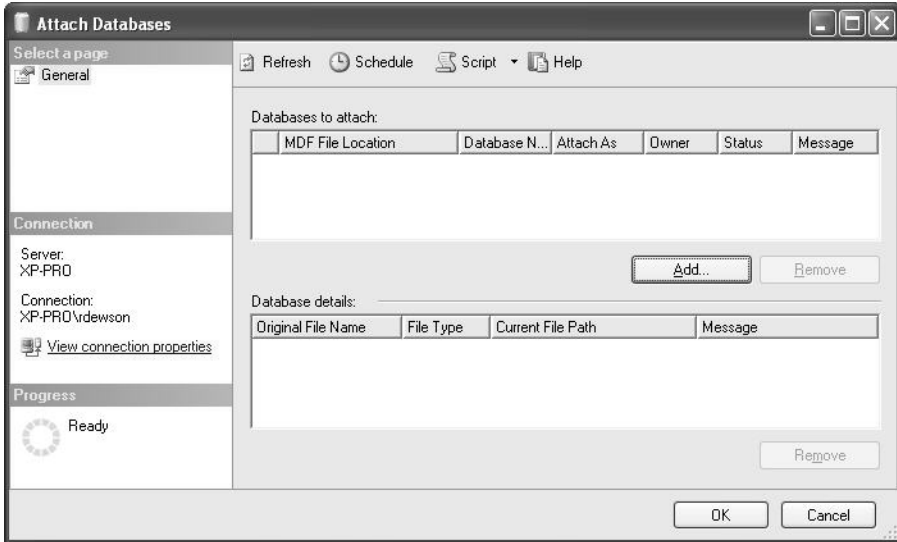 Attach Databases
Select a page
General
Refresh Schedule Script Help
Databases to attach:
MDF File Location Database N... Attach As Owner Status Message
Add... Remove
Connection
Server:
XP-PRO
Connection:
XP-PRO\rdewson
View connection properties
Database details:
Original File Name File Type Current File Path Message
Progress
Ready
Remove
OK Cancel